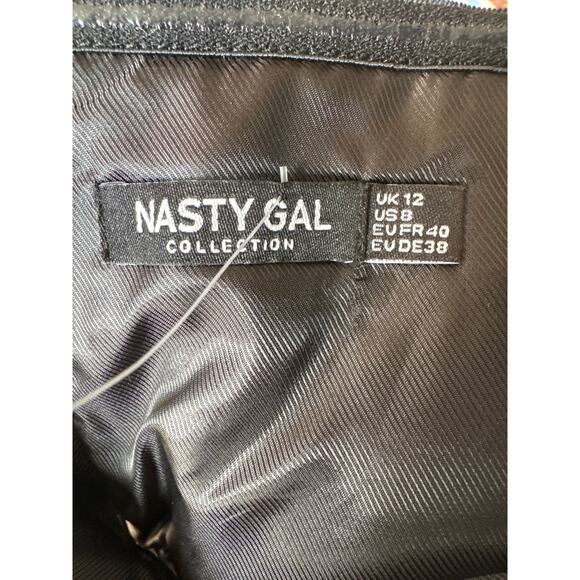 NASTY GAL
COLLECTION
UK 12
US 8
EU FR 40
EU DE 38